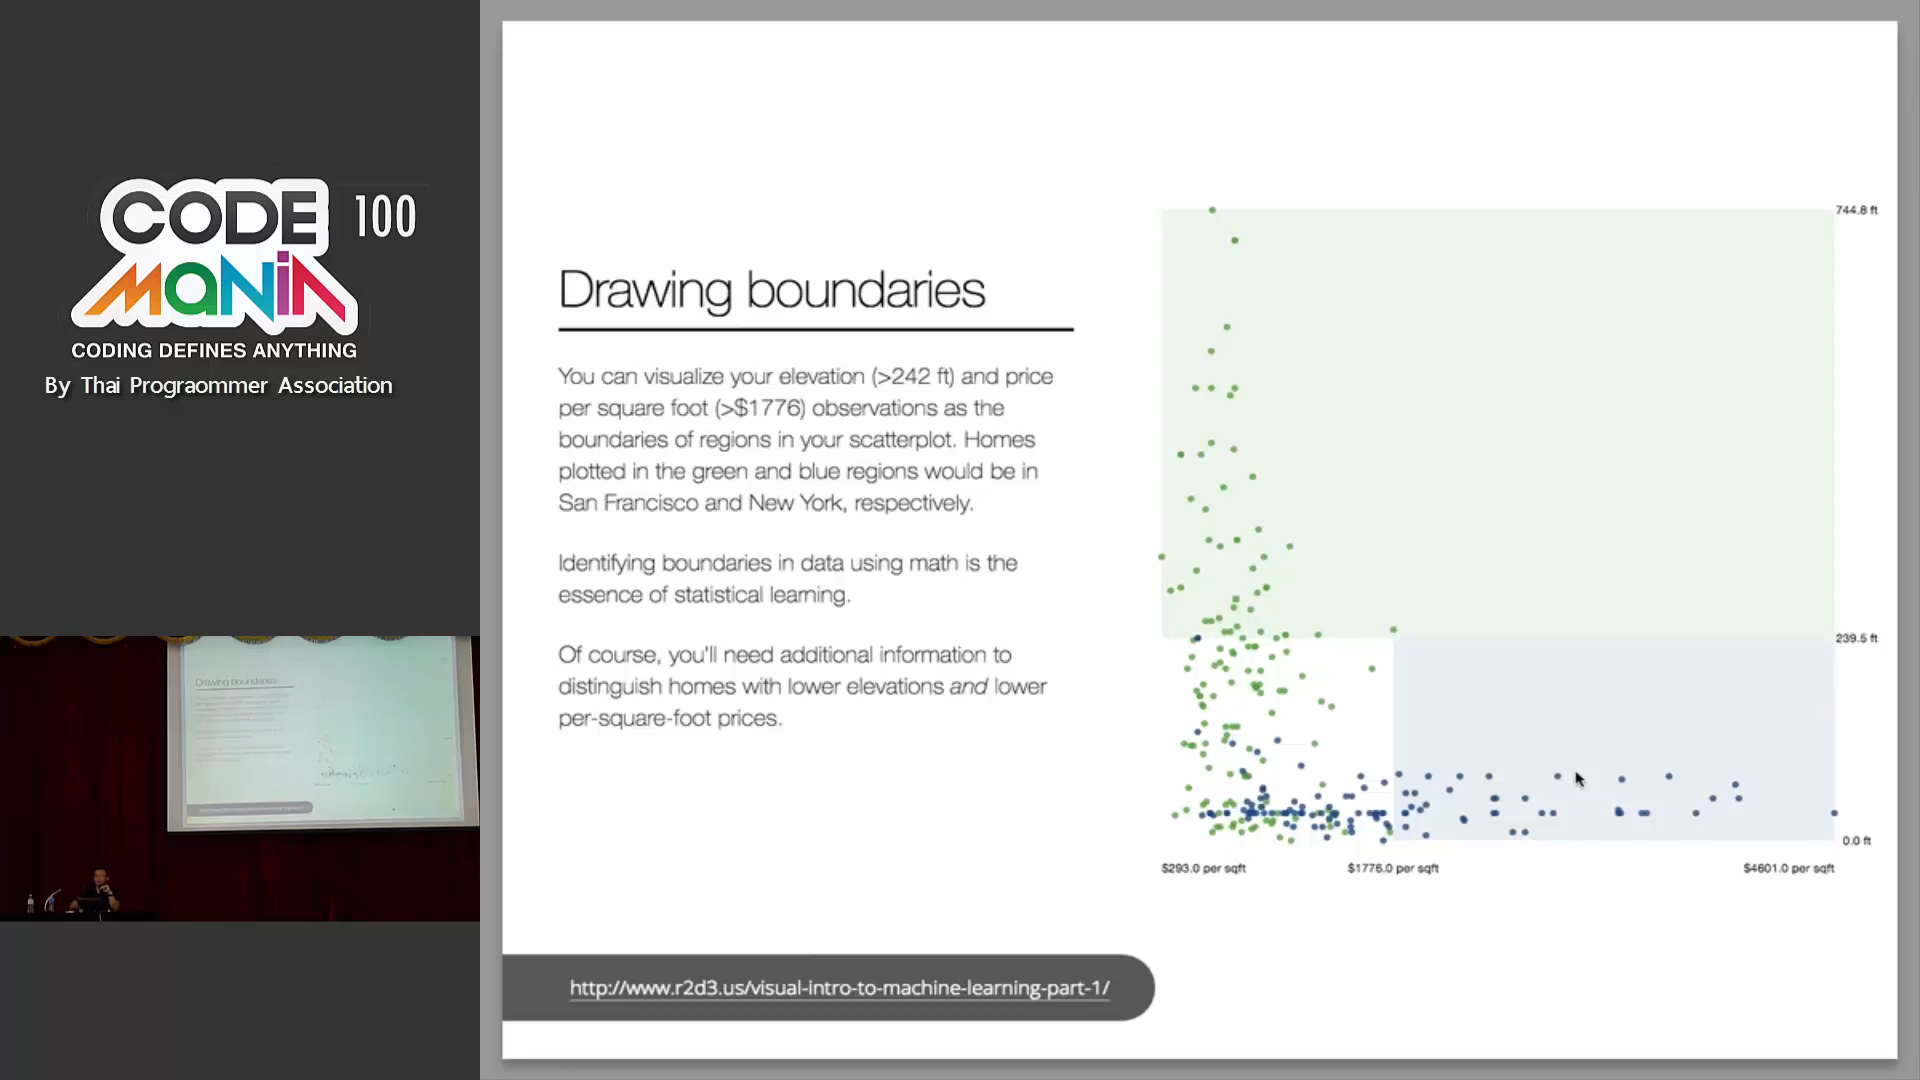 CODE 100
MANIA
CODING DEFINES ANYTHING
By Thai Prograommer Association
Drawing boundaries
You can visualize your elevation (>242 ft) and price
per square foot (>$1776) observations as the
boundaries of regions in your scatterplot. Homes
plotted in the green and blue regions would be in
San Francisco and New York, respectively.
Identifying boundaries in data using math is the
essence of statistical learning.
Of course, you'll need additional information to
distinguish homes with lower elevations and lower
per-square-foot prices.
744.8 ft
239.5 ft
0.0 ft
$293.0 per sqft
$1776.0 per sqft
$4601.0 per sqft
http://www.r2d3.us/visual-intro-to-machine-learning-part-1/
Drawing boundaries